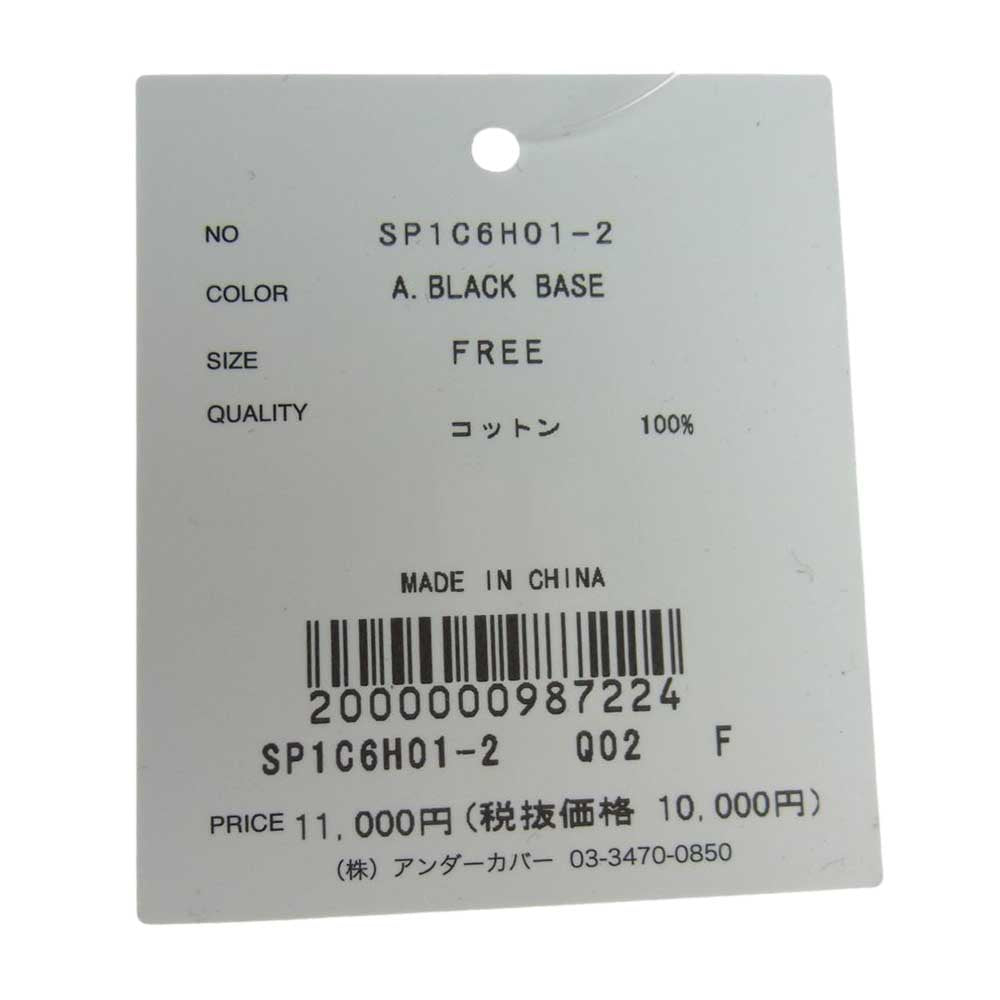 NO SP1C6H01-2
COLOR A.BLACK BASE
SIZE FREE
QUALITY コットン 100%
MADE IN CHINA
2000000987224
SP1C6H01-2 Q02 F
PRICE 11,000円(税抜価格 10,000円)
(株) アンダーカバー 03-3470-0850